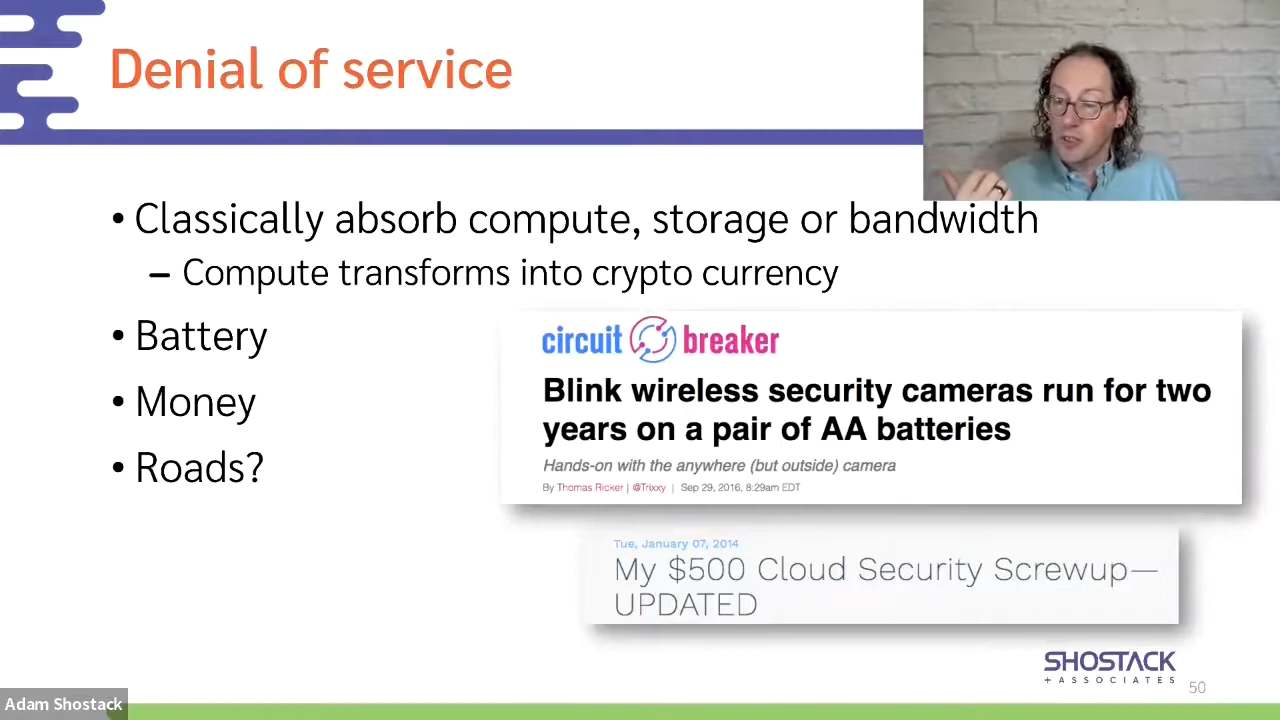 Denial of service
• Classically absorb compute, storage or bandwidth
– Compute transforms into crypto currency
• Battery
• Money
• Roads?
circuit breaker
Blink wireless security cameras run for two
years on a pair of AA batteries
Hands-on with the anywhere (but outside) camera
By Thomas Ricker | @Trixxy | Sep 29, 2016, 8:29am EDT
Tue, January 07, 2014
My $500 Cloud Security Screwup—
UPDATED
SHOSTACK
+ ASSOCIATES
50
Adam Shostack